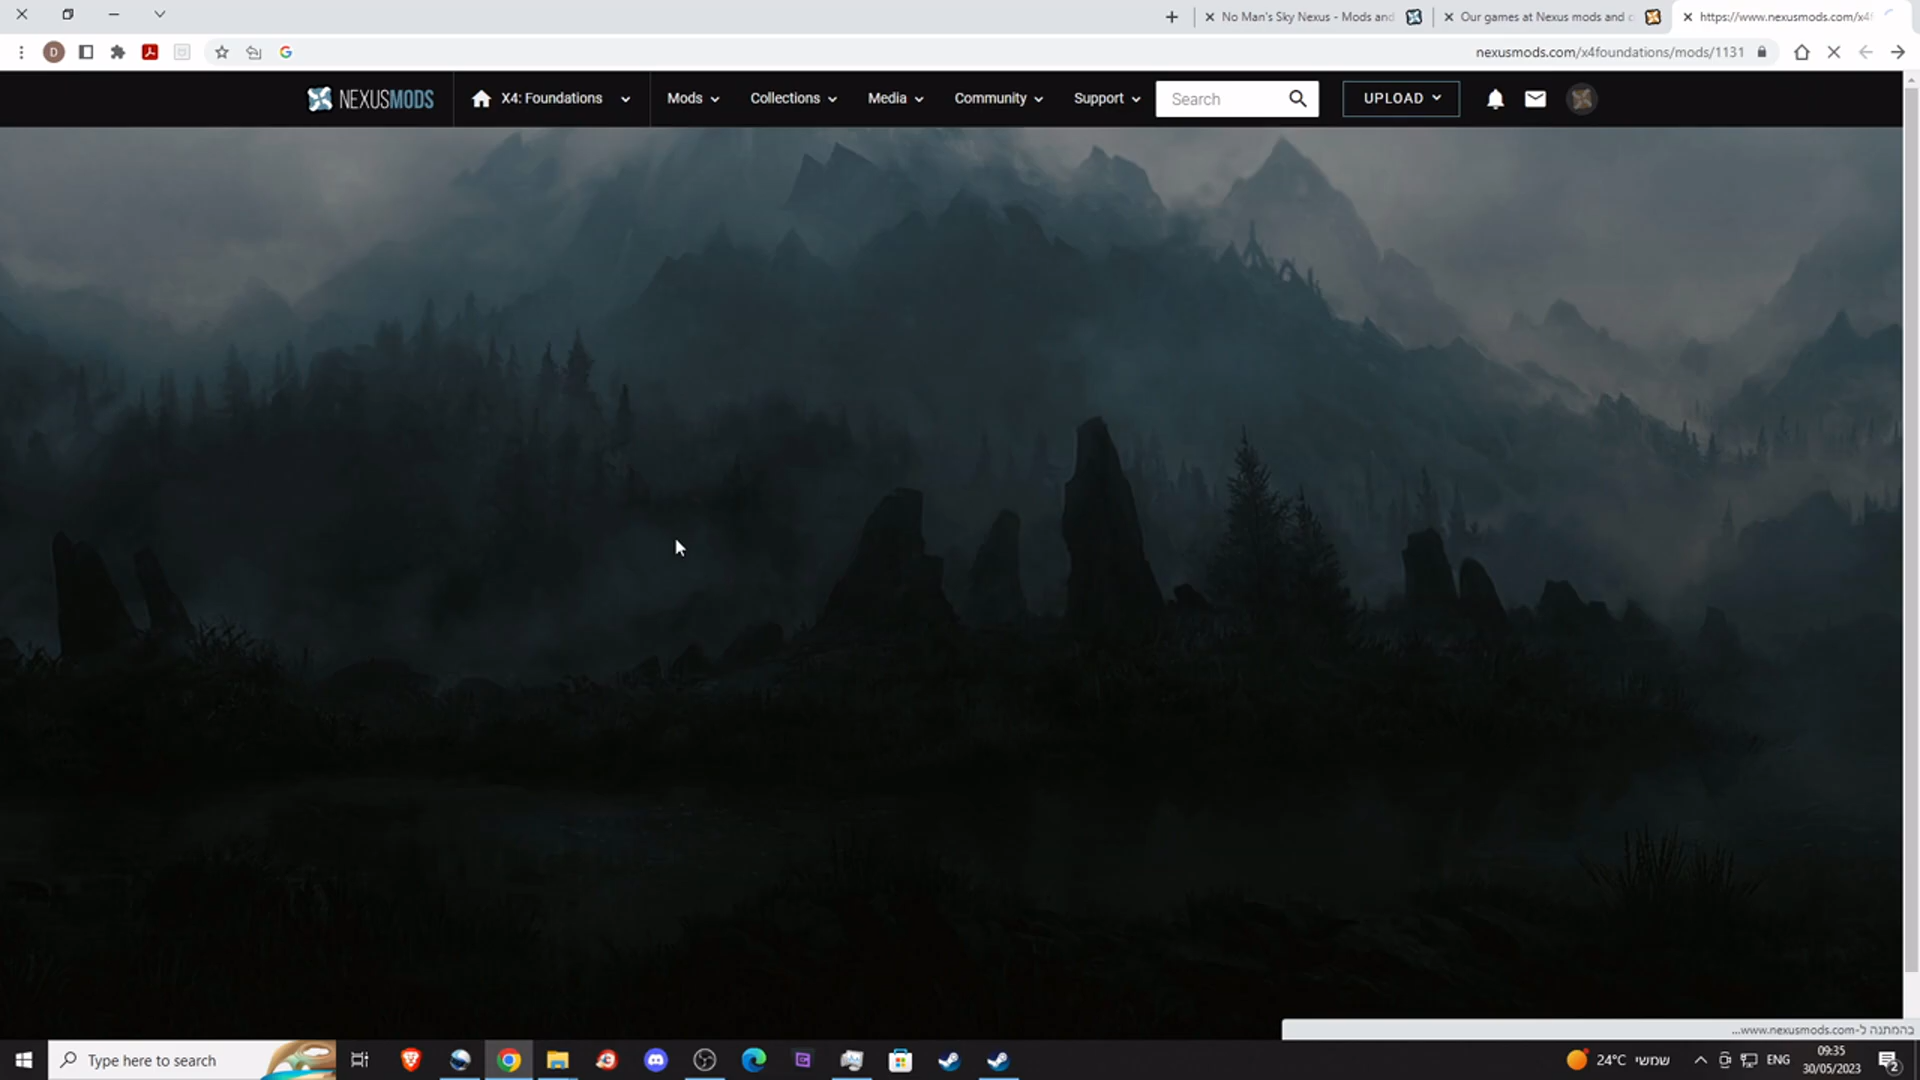 No Man's Sky Nexus - Mods and
Our games at Nexus mods and c
https://www.nexusmods.com/x4f
D
nexusmods.com/x4foundations/mods/1131
NEXUSMODS
X4: Foundations
Mods
Collections
Media
Community
Support
Search
UPLOAD
בהמתנה ל-www.nexusmods.com...
Type here to search
24°C שמשי
ENG
09:35
30/05/2023
2